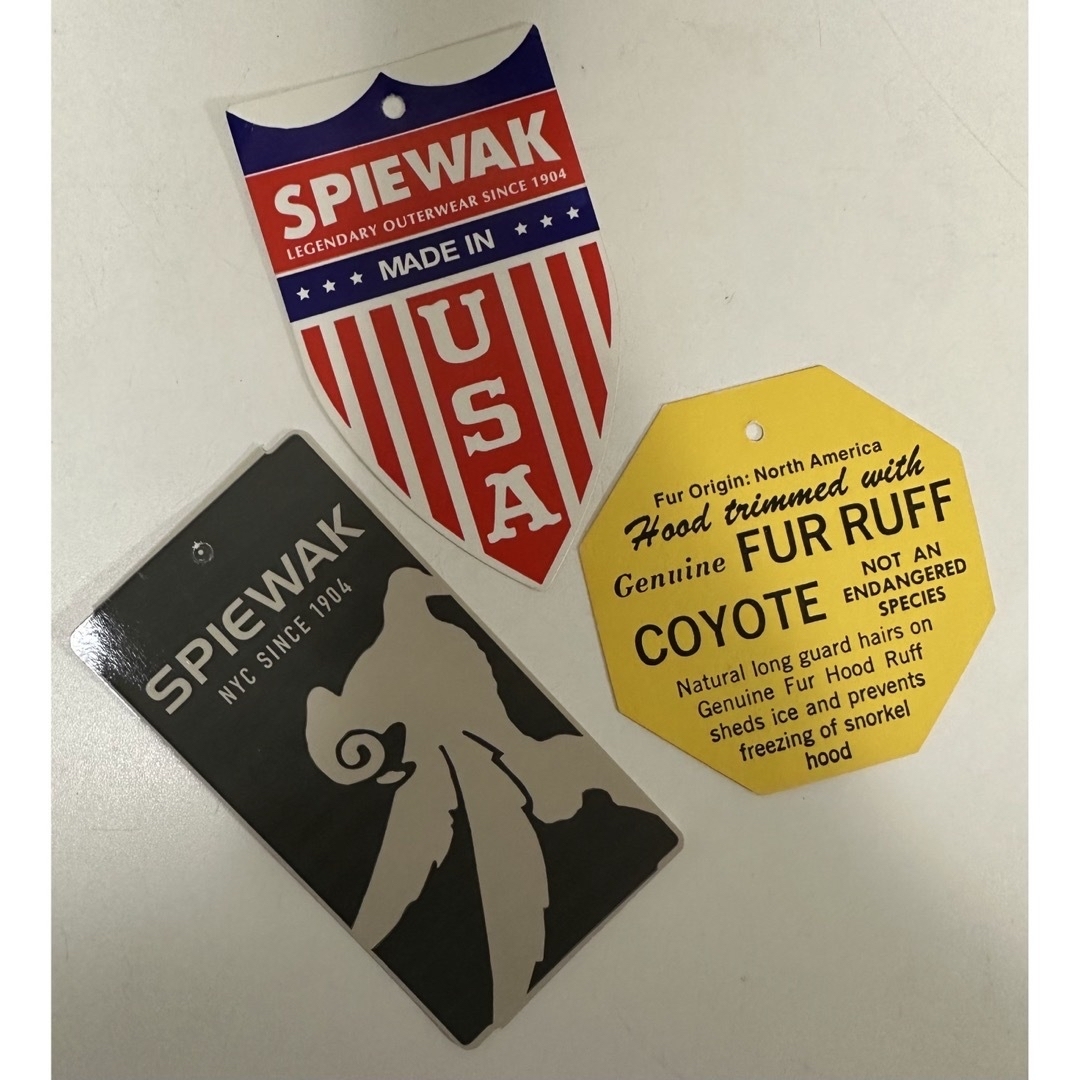 SPIEWAK
LEGENDARY OUTERWEAR SINCE 1904
MADE IN
USA
Fur Origin: North America
Hood trimmed with
Genuine FUR RUFF
COYOTE
NOT AN
ENDANGERED
SPECIES
Natural long guard hairs on
Genuine Fur Hood Ruff
sheds ice and prevents
freezing of snorkel
hood
SPIEWAK
NYC SINCE 1904